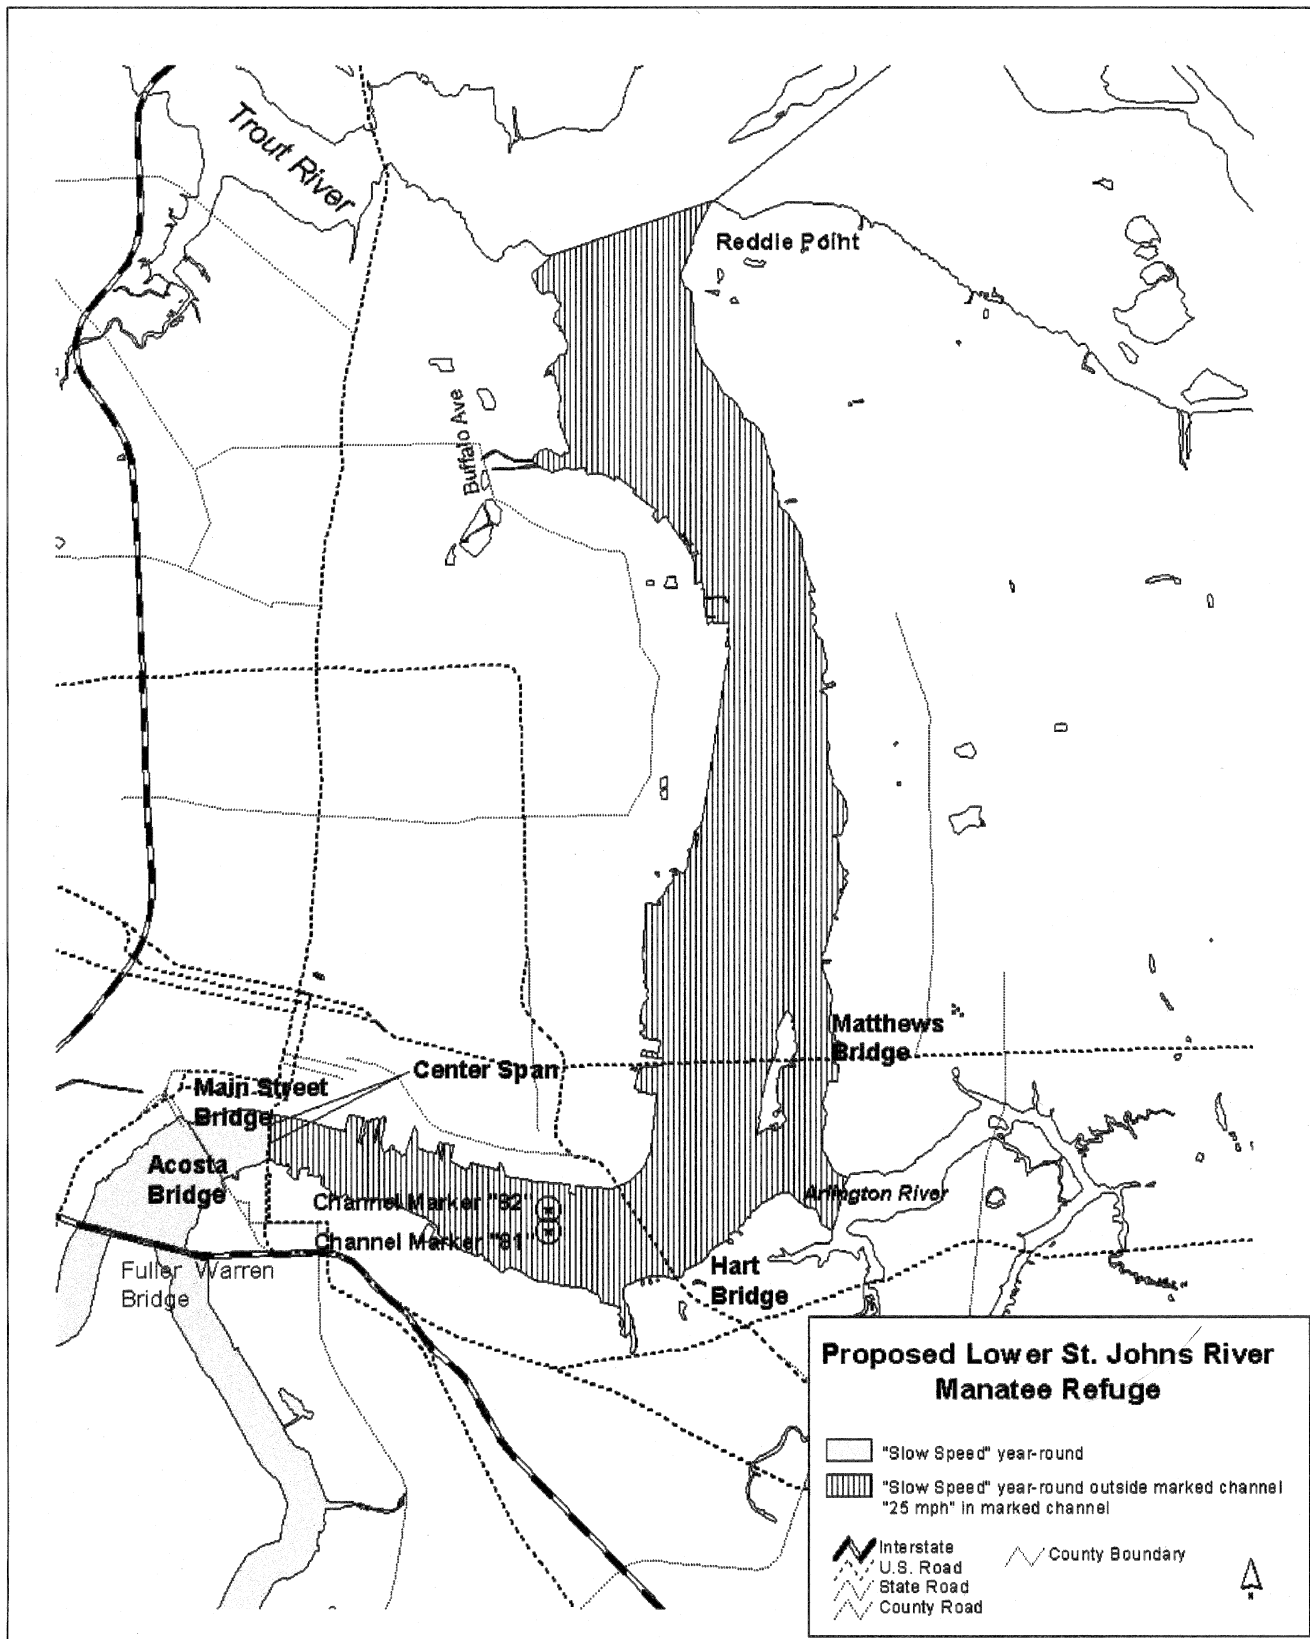 Trout River
Reddie Point
Buffalo Ave
Matthews
Bridge
Center Span
Main Street
Bridge
Acosta
Bridge
Channel Marker "82"
Arlington River
Channel Marker "81"
Fuller Warren
Bridge
Hart
Bridge
Proposed Lower St. Johns River
Manatee Refuge
"Slow Speed" year-round
"Slow Speed" year-round outside marked channel
"25 mph" in marked channel
Interstate
U.S. Road
State Road
County Road
County Boundary
N